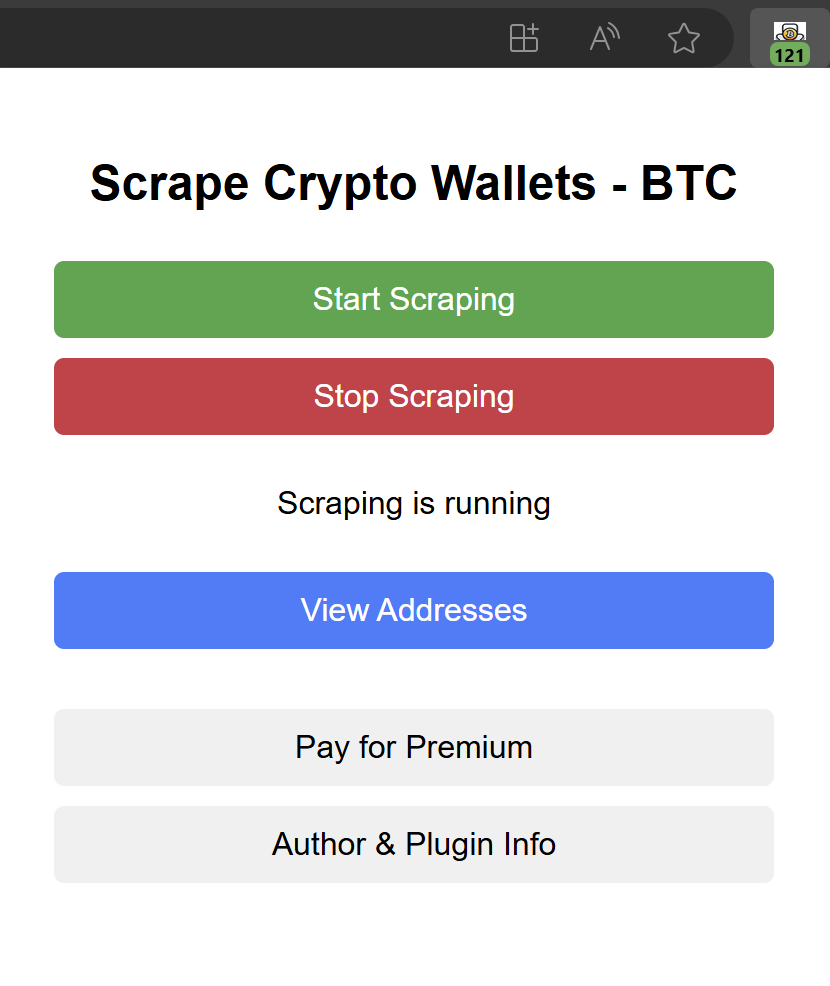 121
Scrape Crypto Wallets - BTC
Start Scraping
Stop Scraping
Scraping is running
View Addresses
Pay for Premium
Author & Plugin Info